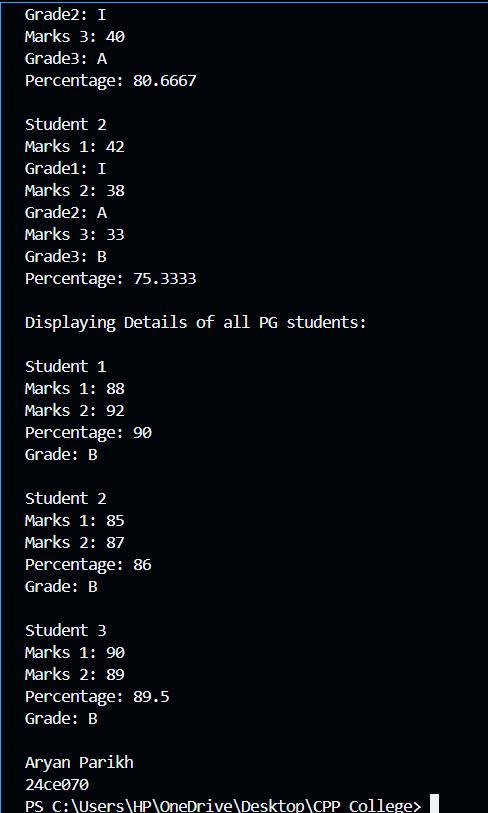 Grade2: I
Marks 3: 40
Grade3: A
Percentage: 80.6667
Student 2
Marks 1: 42
Grade1: I
Marks 2: 38
Grade2: A
Marks 3: 33
Grade3: B
Percentage: 75.3333
Displaying Details of all PG students:
Student 1
Marks 1: 88
Marks 2: 92
Percentage: 90
Grade: B
Student 2
Marks 1: 85
Marks 2: 87
Percentage: 86
Grade: B
Student 3
Marks 1: 90
Marks 2: 89
Percentage: 89.5
Grade: B
Aryan Parikh
24ce070
PS C:\Users\HP\OneDrive\Desktop\CPP College>